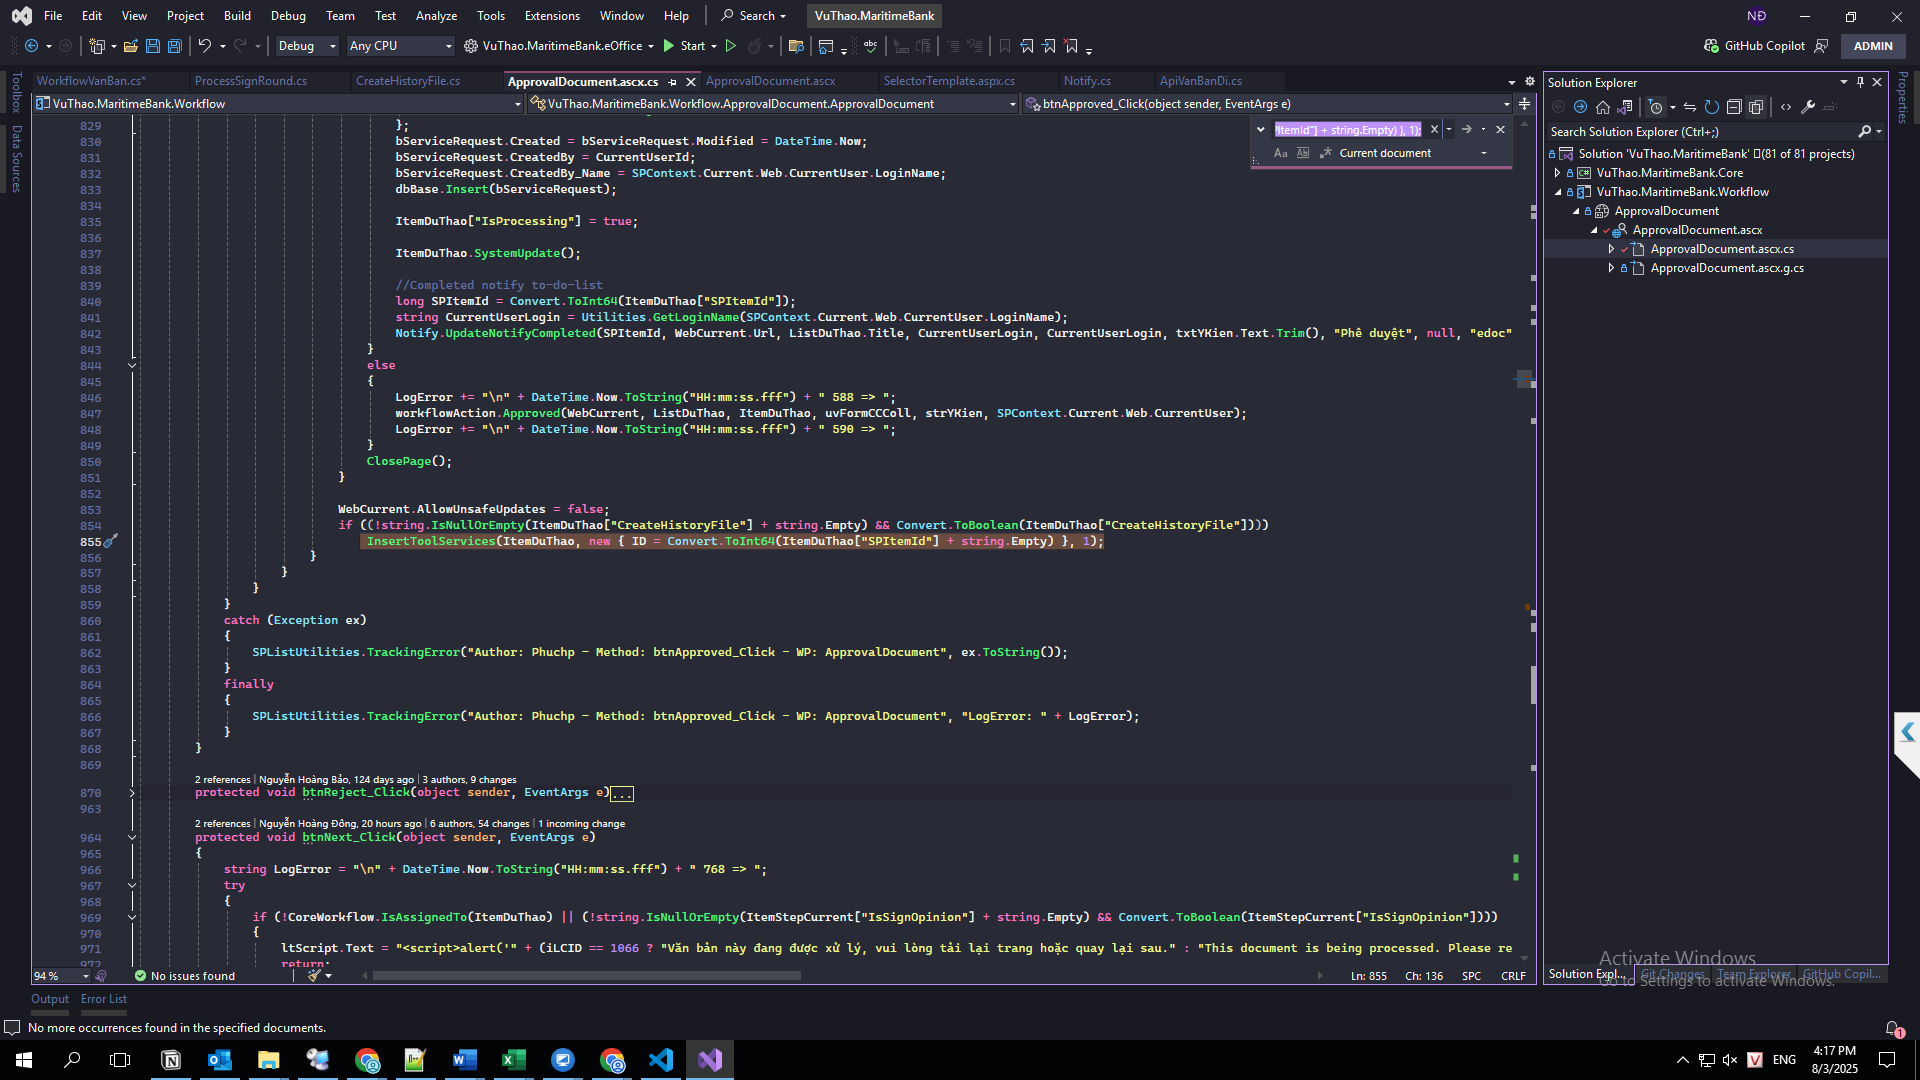 File Edit View Project Build Debug Team Test Analyze Tools Extensions Window Help Search VuThao.MaritimeBank NĐ
Debug Any CPU VuThao.MaritimeBank.eOffice Start GitHub Copilot ADMIN
WorkflowVanBan.cs* ProcessSignRound.cs CreateHistoryFile.cs ApprovalDocument.ascx.cs ApprovalDocument.ascx SelectorTemplate.aspx.cs Notify.cs ApiVanBanDi.cs
VuThao.MaritimeBank.Workflow VuThao.MaritimeBank.Workflow.ApprovalDocument.ApprovalDocument btnApproved_Click(object sender, EventArgs e)
Toolbox
Data Sources
"ItemId"] + string.Empty) }, 1);
Aa Ab .* Current document
829 };
830 bServiceRequest.Created = bServiceRequest.Modified = DateTime.Now;
831 bServiceRequest.CreatedBy = CurrentUserId;
832 bServiceRequest.CreatedBy_Name = SPContext.Current.Web.CurrentUser.LoginName;
833 dbBase.Insert(bServiceRequest);
834
835 ItemDuThao["IsProcessing"] = true;
836
837 ItemDuThao.SystemUpdate();
838
839 //Completed notify to-do-list
840 long SPItemId = Convert.ToInt64(ItemDuThao["SPItemId"]);
841 string CurrentUserLogin = Utilities.GetLoginName(SPContext.Current.Web.CurrentUser.LoginName);
842 Notify.UpdateNotifyCompleted(SPItemId, WebCurrent.Url, ListDuThao.Title, CurrentUserLogin, CurrentUserLogin, txtYKien.Text.Trim(), "Phê duyệt", null, "edoc"
843 }
844 else
845 {
846 LogError += "\n" + DateTime.Now.ToString("HH:mm:ss.fff") + " 588 => ";
847 workflowAction.Approved(WebCurrent, ListDuThao, ItemDuThao, uvFormCCColl, strYKien, SPContext.Current.Web.CurrentUser);
848 LogError += "\n" + DateTime.Now.ToString("HH:mm:ss.fff") + " 590 => ";
849 }
850 ClosePage();
851 }
852
853 WebCurrent.AllowUnsafeUpdates = false;
854 if ((!string.IsNullOrEmpty(ItemDuThao["CreateHistoryFile"] + string.Empty) && Convert.ToBoolean(ItemDuThao["CreateHistoryFile"])))
855 InsertToolServices(ItemDuThao, new { ID = Convert.ToInt64(ItemDuThao["SPItemId"] + string.Empty) }, 1);
856 }
857 }
858 }
859 }
860 catch (Exception ex)
861 {
862 SPListUtilities.TrackingError("Author: Phuchp - Method: btnApproved_Click - WP: ApprovalDocument", ex.ToString());
863 }
864 finally
865 {
866 SPListUtilities.TrackingError("Author: Phuchp - Method: btnApproved_Click - WP: ApprovalDocument", "LogError: " + LogError);
867 }
868 }
869
2 references | Nguyễn Hoàng Bảo, 124 days ago | 3 authors, 9 changes
870 protected void btnReject_Click(object sender, EventArgs e)...
963
2 references | Nguyễn Hoàng Đông, 20 hours ago | 6 authors, 54 changes | 1 incoming change
964 protected void btnNext_Click(object sender, EventArgs e)
965 {
966 string LogError = "\n" + DateTime.Now.ToString("HH:mm:ss.fff") + " 768 => ";
967 try
968 {
969 if (!CoreWorkflow.IsAssignedTo(ItemDuThao) || (!string.IsNullOrEmpty(ItemStepCurrent["IsSignOpinion"] + string.Empty) && Convert.ToBoolean(ItemStepCurrent["IsSignOpinion"])))
970 {
971 ltScript.Text = "<script>alert('" + (iLCID == 1066 ? "Văn bản này đang được xử lý, vui lòng tải lại trang hoặc quay lại sau." : "This document is being processed. Please re
972 return;
94 % No issues found Ln: 855 Ch: 136 SPC CRLF
Solution Explorer
Search Solution Explorer (Ctrl+;)
Solution 'VuThao.MaritimeBank' (81 of 81 projects)
VuThao.MaritimeBank.Core
VuThao.MaritimeBank.Workflow
ApprovalDocument
ApprovalDocument.ascx
ApprovalDocument.ascx.cs
ApprovalDocument.ascx.g.cs
Properties
Solution Expl... Git Changes Team Explorer GitHub Copil...
Activate Windows
Go to Settings to activate Windows.
Output Error List
No more occurrences found in the specified documents. 1
ENG 4:17 PM
8/3/2025